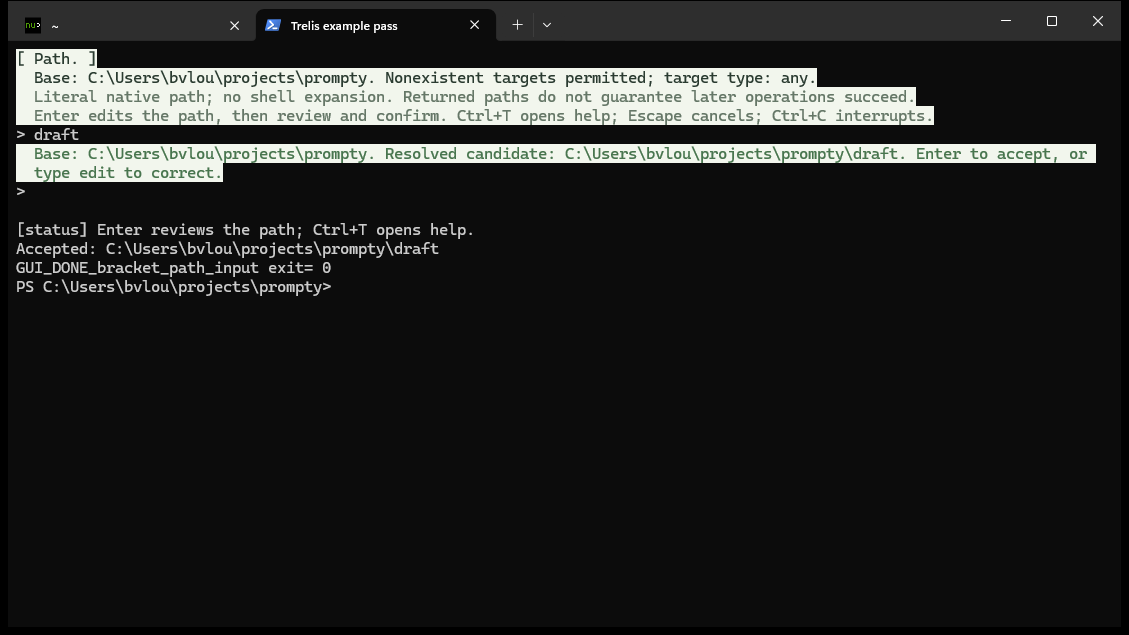 nu> ~
Trelis example pass
[ Path. ]
Base: C:\Users\bvlou\projects\prompty. Nonexistent targets permitted; target type: any.
Literal native path; no shell expansion. Returned paths do not guarantee later operations succeed.
Enter edits the path, then review and confirm. Ctrl+T opens help; Escape cancels; Ctrl+C interrupts.
> draft
Base: C:\Users\bvlou\projects\prompty. Resolved candidate: C:\Users\bvlou\projects\prompty\draft. Enter to accept, or
type edit to correct.
>
[status] Enter reviews the path; Ctrl+T opens help.
Accepted: C:\Users\bvlou\projects\prompty\draft
GUI_DONE_bracket_path_input exit= 0
PS C:\Users\bvlou\projects\prompty>